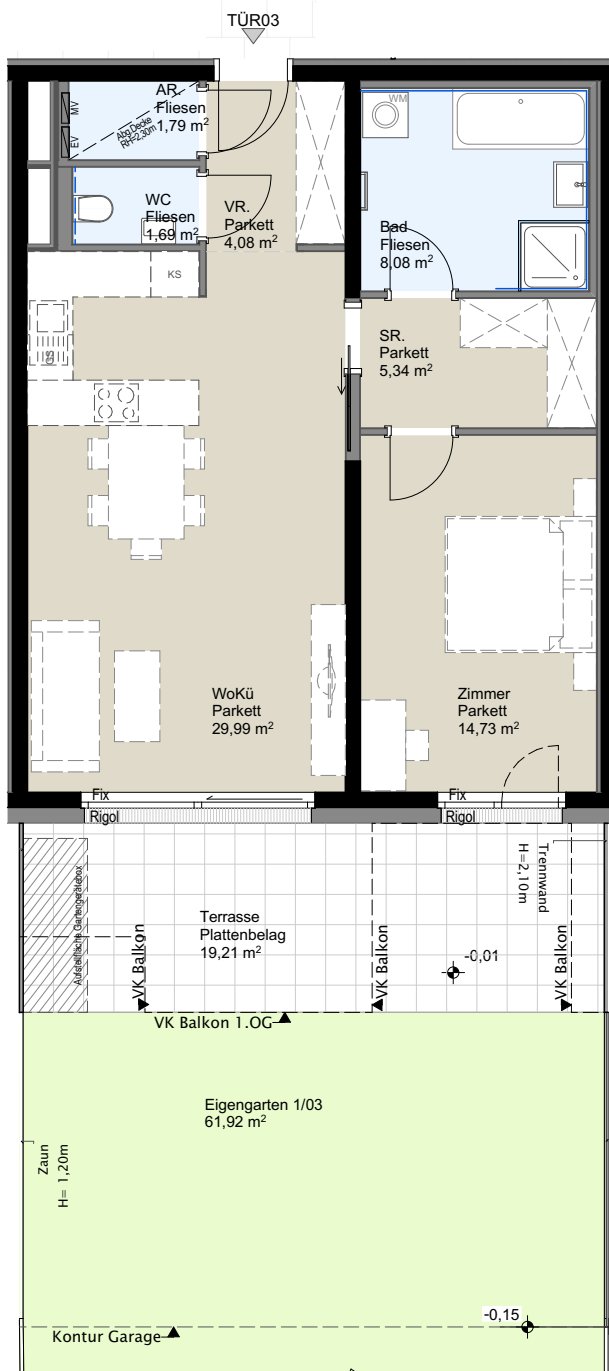 TÜR03
AR.
Fliesen
1,79 m²
MV
EV
Abg.Decke
RH=2,30m
WC
Fliesen
1,69 m²
VR.
Parkett
4,08 m²
WM
Bad
Fliesen
8,08 m²
KS
GS
SR.
Parkett
5,34 m²
WoKü
Parkett
29,99 m²
Zimmer
Parkett
14,73 m²
Fix
Rigol
Fix
Rigol
Aufstellfläche Gartengerätebox
Terrasse
Plattenbelag
19,21 m²
Trennwand
H=2,10m
-0,01
VK Balkon
VK Balkon
VK Balkon
VK Balkon 1.OG
Eigengarten 1/03
61,92 m²
Zaun
H= 1,20m
-0,15
Kontur Garage